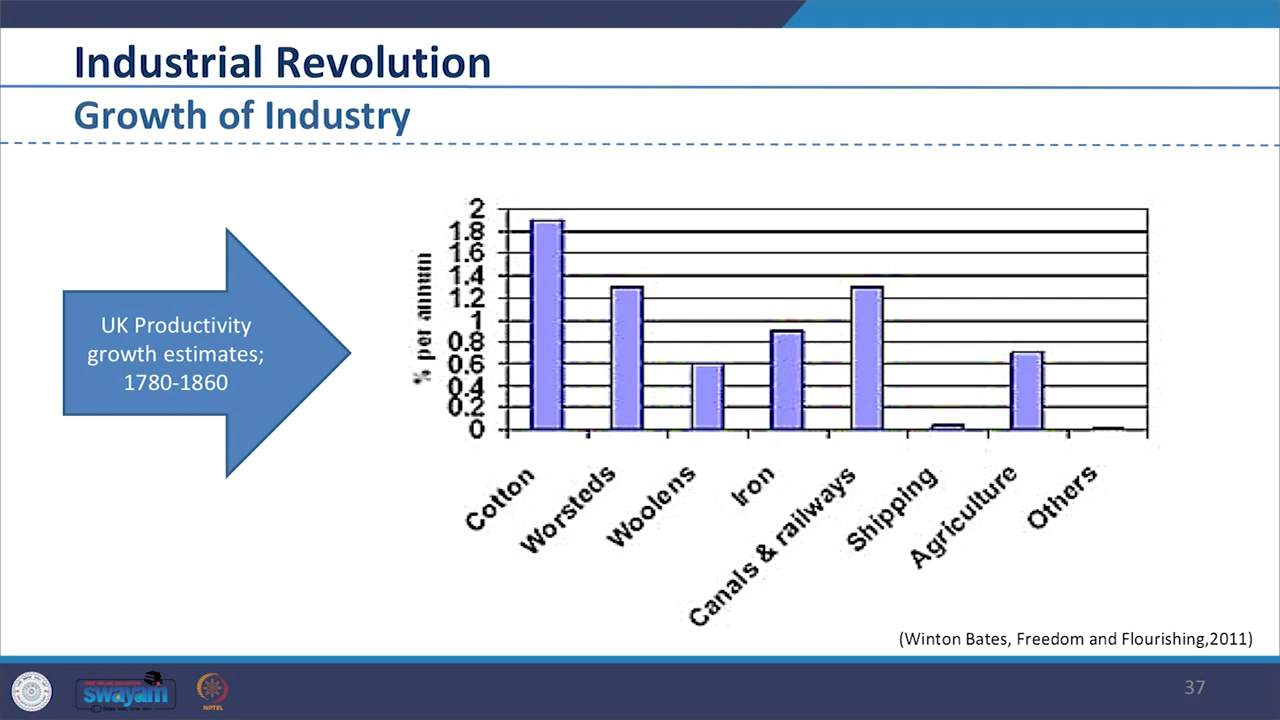 Industrial Revolution
Growth of Industry
UK Productivity
growth estimates;
1780-1860
% per annum
2
1.8
1.6
1.4
1.2
1
0.8
0.6
0.4
0.2
0
Cotton
Worsteds
Woolens
Iron
Canals & railways
Shipping
Agriculture
Others
(Winton Bates, Freedom and Flourishing,2011)
swayam
NPTEL
37